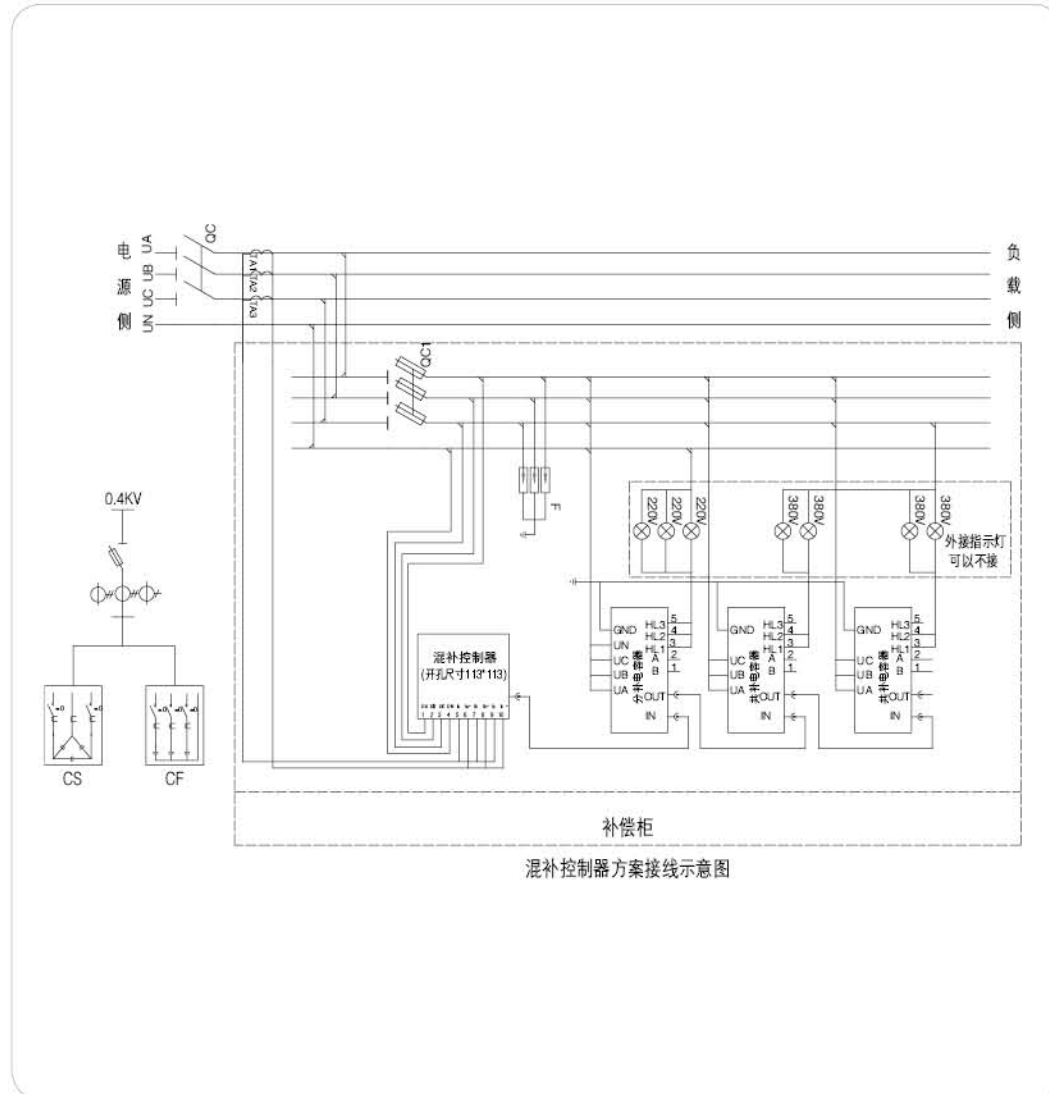 电源侧
UA
UB
UC
UN
QC
TA1
TA2
TA3
负载侧
QC1
0.4KV
F
220V
220V
220V
380V
380V
380V
380V
外接指示灯
可以不接
混补控制器
(开孔尺寸113*113)
1 2 3 4 5 6 7 8 9 10
GND
UN
UC
UB
UA
分补电容器
HL3 5
HL2 4
HL1 3
A 2
B 1
OUT
IN
GND
UC
UB
UA
共补电容器
HL3 5
HL2 4
HL1 3
A 2
B 1
OUT
IN
GND
UC
UB
UA
共补电容器
HL3 5
HL2 4
HL1 3
A 2
B 1
OUT
IN
CS
CF
补偿柜
混补控制器方案接线示意图